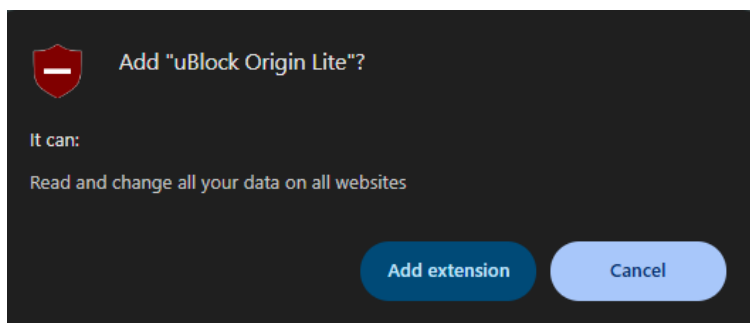 Add "uBlock Origin Lite"?
It can:
Read and change all your data on all websites
Add extension
Cancel